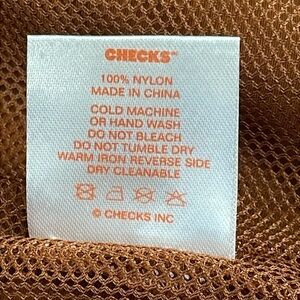 CHECKS™
100% NYLON
MADE IN CHINA
COLD MACHINE
OR HAND WASH
DO NOT BLEACH
DO NOT TUMBLE DRY
WARM IRON REVERSE SIDE
DRY CLEANABLE
© CHECKS INC